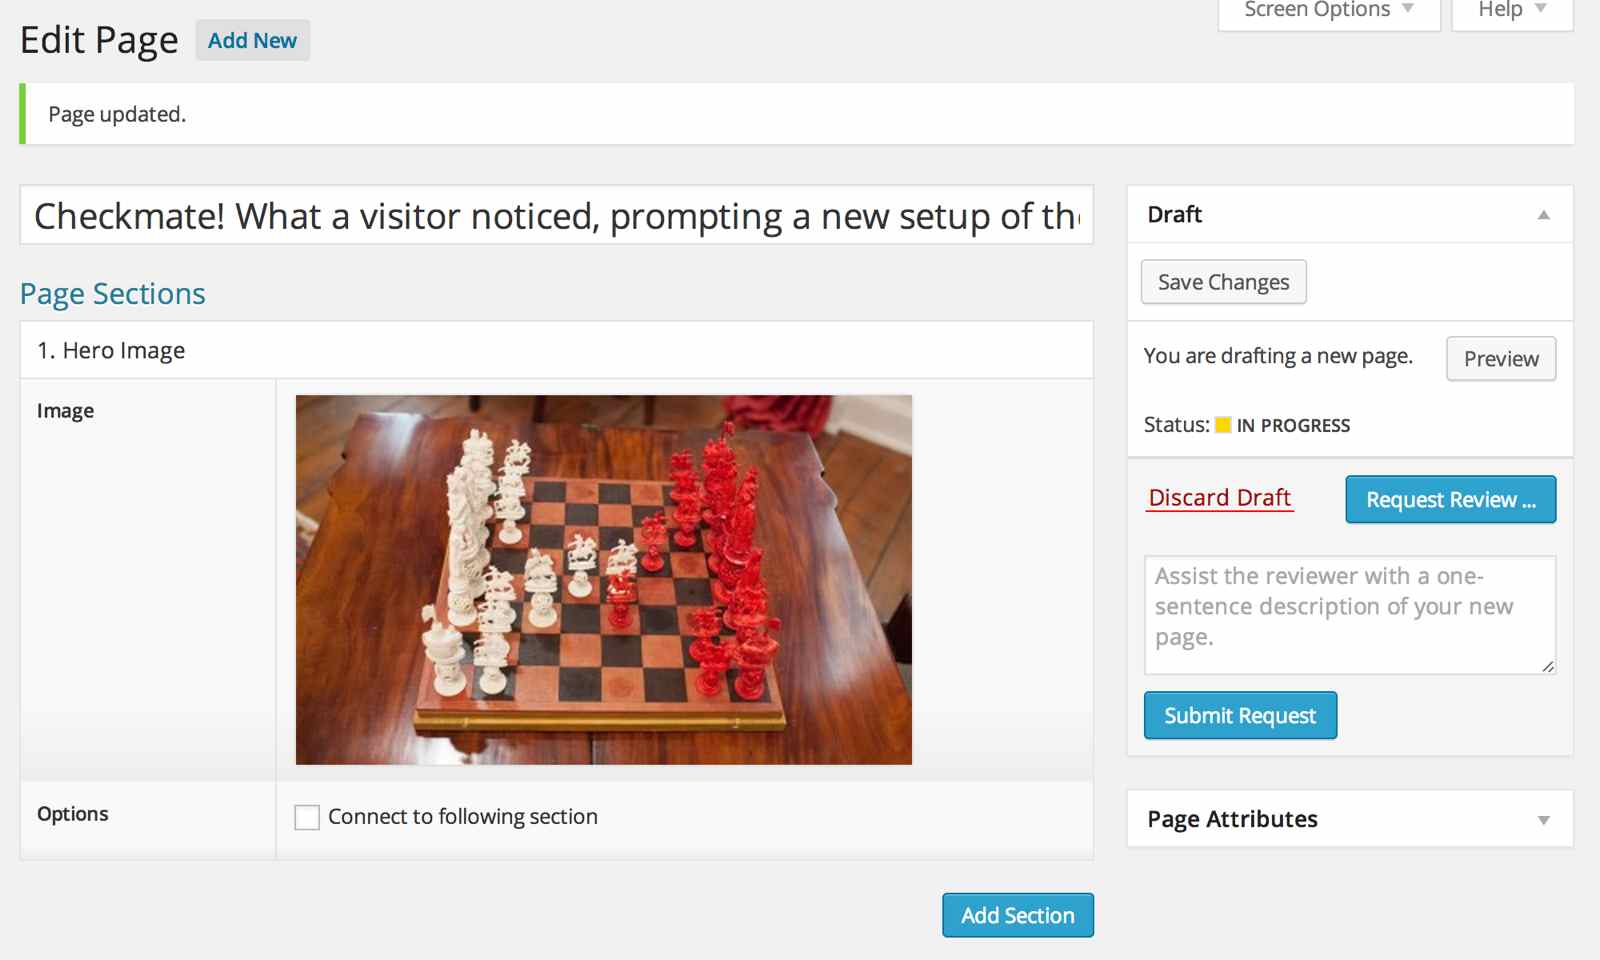 Screen Options
Help
Edit Page
Add New
Page updated.
Checkmate! What a visitor noticed, prompting a new setup of the
Draft
Save Changes
Page Sections
1. Hero Image
You are drafting a new page.
Preview
Image
Status: IN PROGRESS
Discard Draft
Request Review ...
Assist the reviewer with a one-
sentence description of your new
page.
Submit Request
Options
Connect to following section
Page Attributes
Add Section